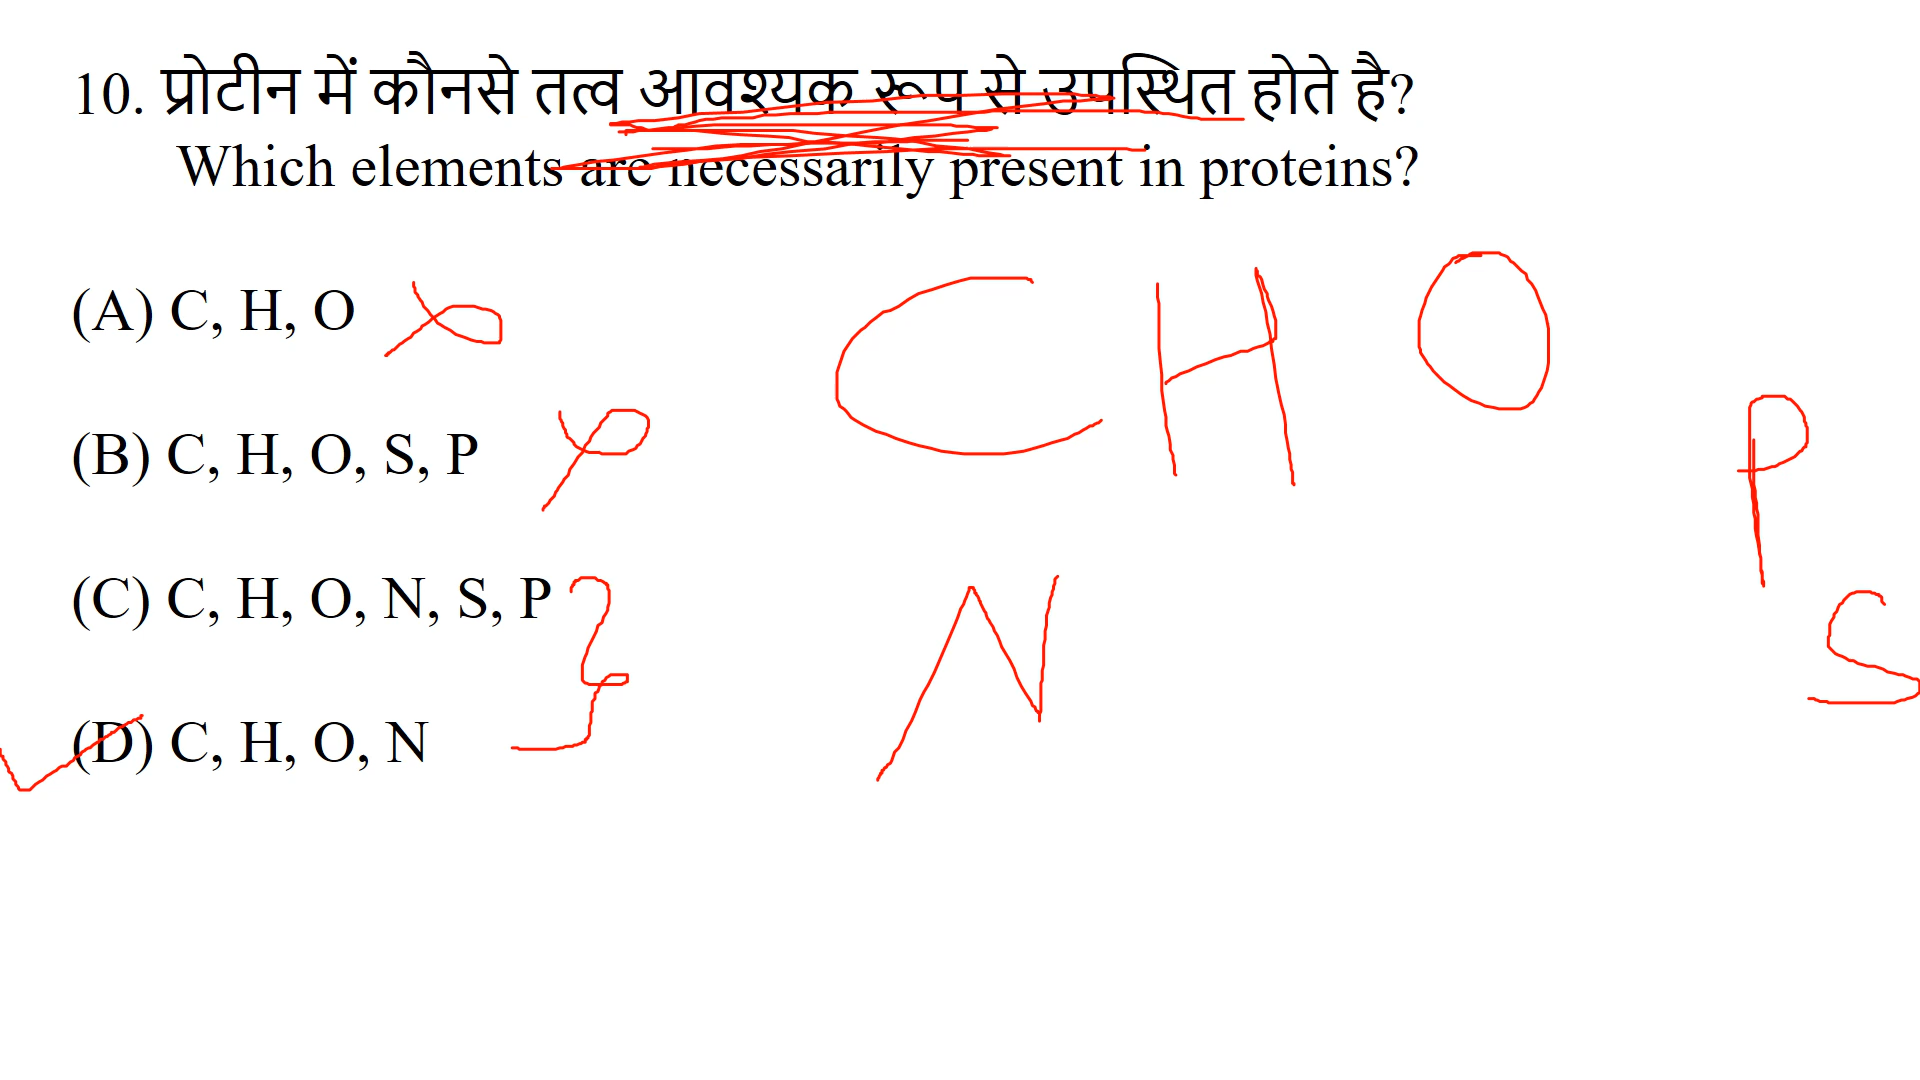 10. प्रोटीन में कौनसे तत्व आवश्यक रूप से उपस्थित होते है?
Which elements are necessarily present in proteins?
(A) C, H, O
C H O
(B) C, H, O, S, P
P
(C) C, H, O, N, S, P
N
S
(D) C, H, O, N